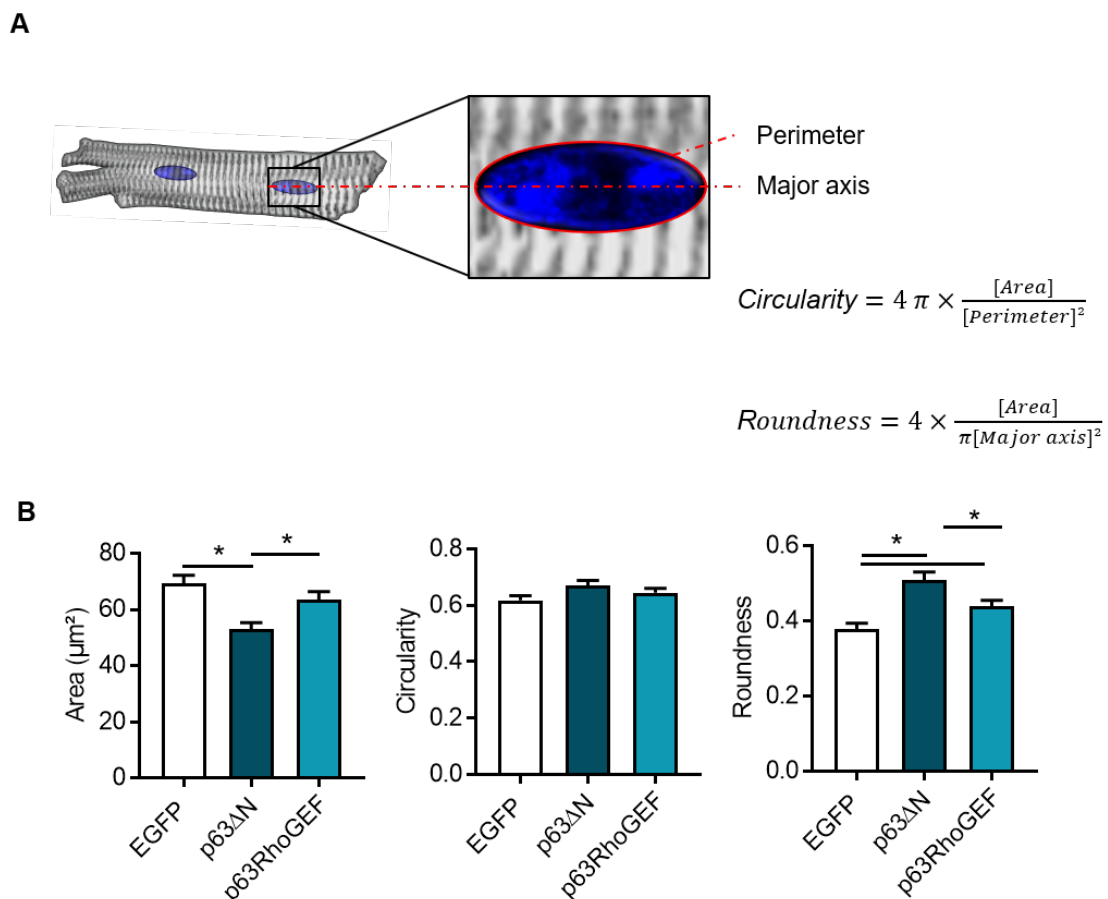 A
Perimeter
Major axis
Circularity = 4 π × [Area] / [Perimeter]²
Roundness = 4 × [Area] / π[Major axis]²
B
Area (µm²)
80
60
40
20
0
* *
EGFP
p63ΔN
p63RhoGEF
Circularity
0.8
0.6
0.4
0.2
0.0
EGFP
p63ΔN
p63RhoGEF
Roundness
0.6
0.4
0.2
0.0
*
*
EGFP
p63ΔN
p63RhoGEF